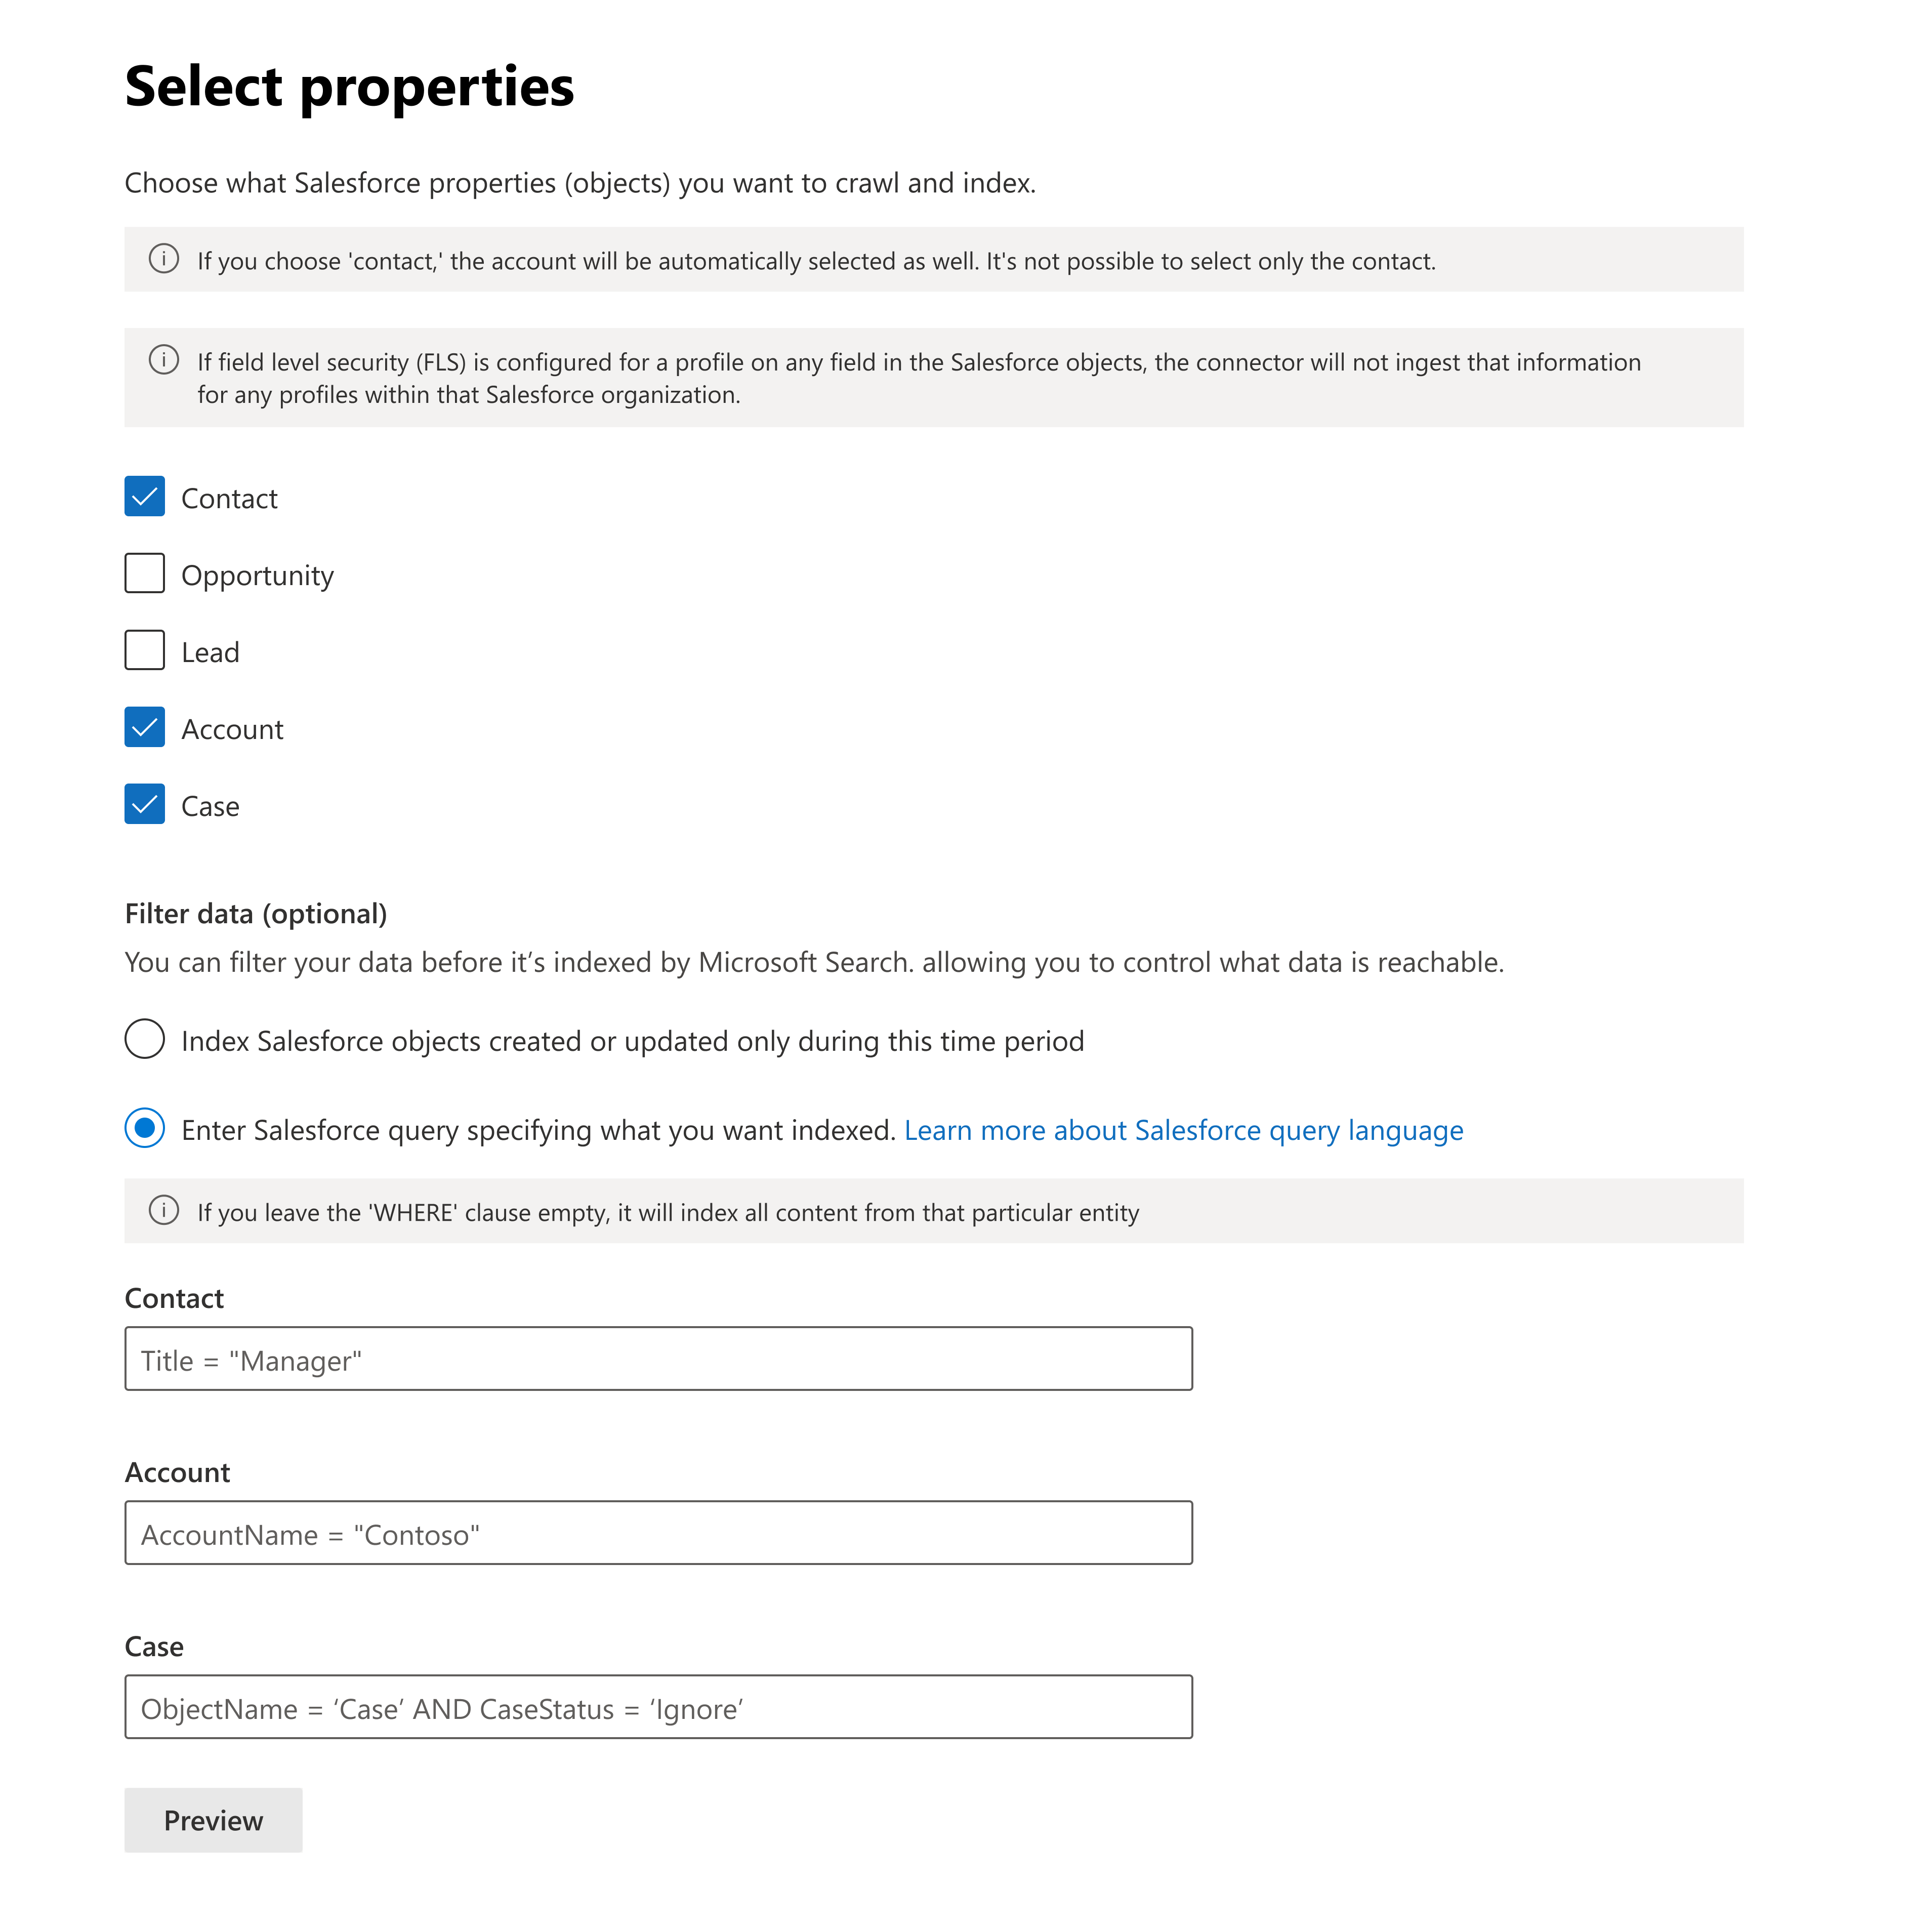 Select properties
Choose what Salesforce properties (objects) you want to crawl and index.
If you choose 'contact,' the account will be automatically selected as well. It's not possible to select only the contact.
If field level security (FLS) is configured for a profile on any field in the Salesforce objects, the connector will not ingest that information
for any profiles within that Salesforce organization.
Contact
Opportunity
Lead
Account
Case
Filter data (optional)
You can filter your data before it’s indexed by Microsoft Search. allowing you to control what data is reachable.
Index Salesforce objects created or updated only during this time period
Enter Salesforce query specifying what you want indexed. Learn more about Salesforce query language
If you leave the 'WHERE' clause empty, it will index all content from that particular entity
Contact
Title = "Manager"
Account
AccountName = "Contoso"
Case
ObjectName = ‘Case’ AND CaseStatus = ‘Ignore’
Preview